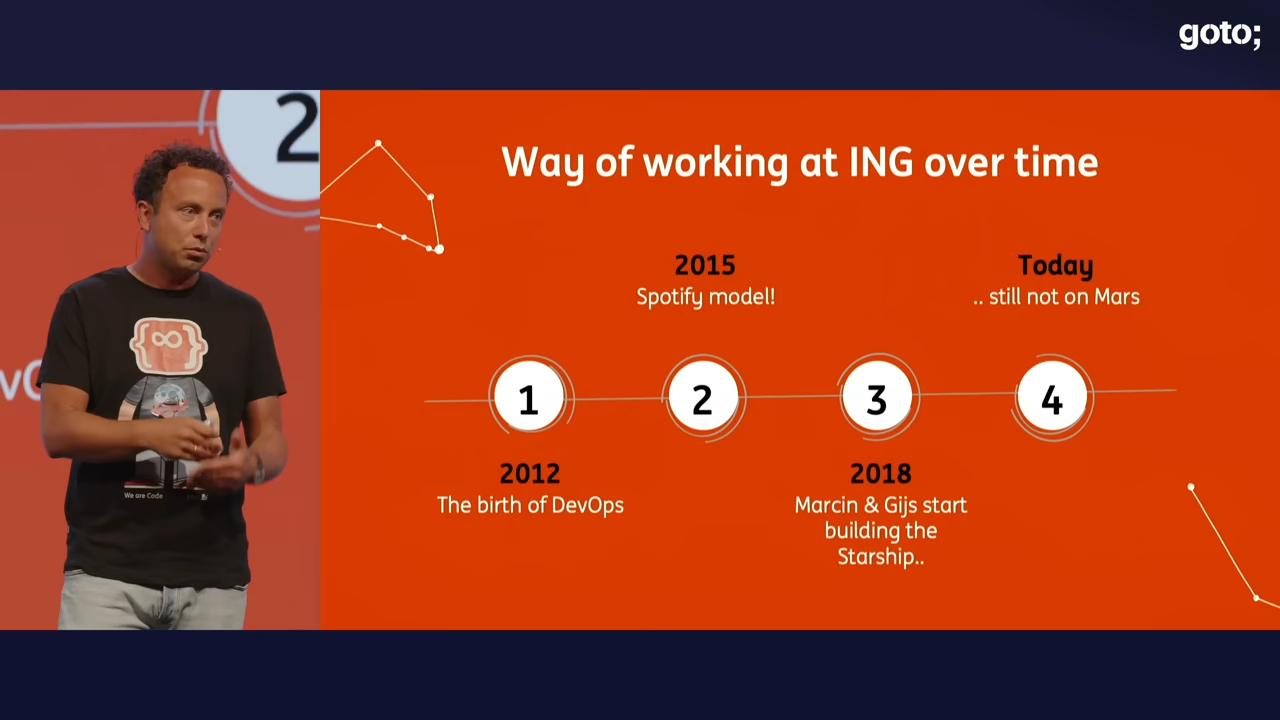 goto;
2
We are Code
Way of working at ING over time
2015
Spotify model!
Today
.. still not on Mars
1
2
3
4
2012
The birth of DevOps
2018
Marcin & Gijs start
building the
Starship..